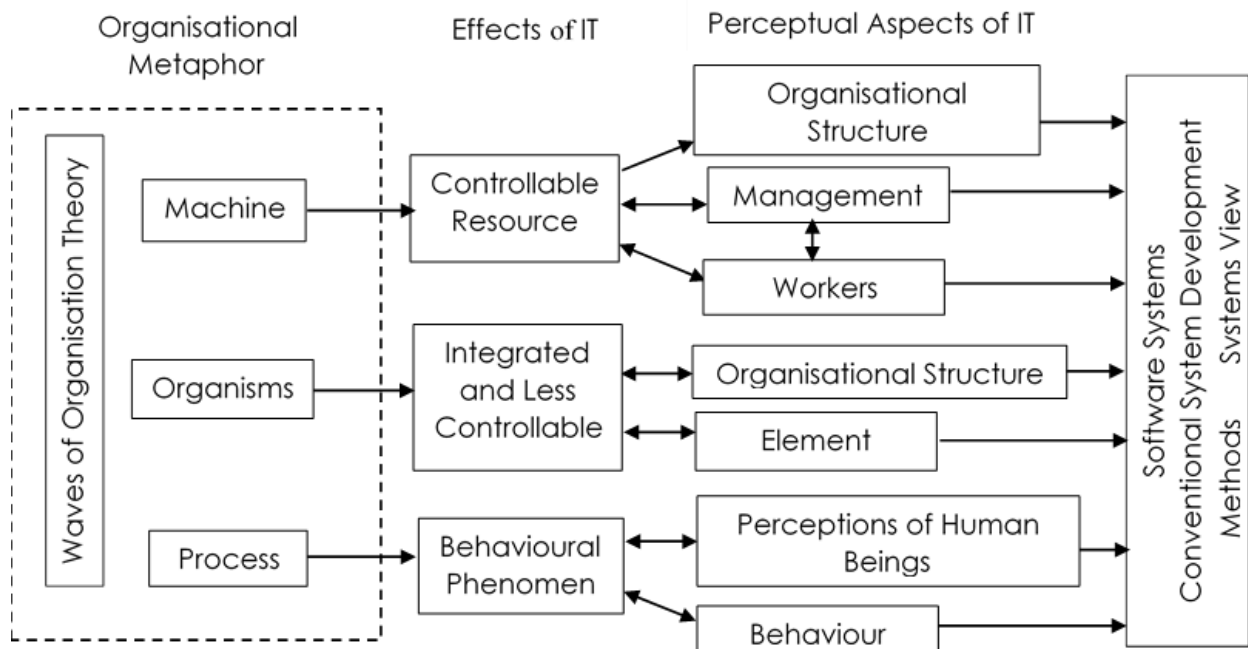 Organisational
Metaphor
Effects of IT
Perceptual Aspects of IT
Waves of Organisation Theory
Machine
Organisms
Process
Controllable
Resource
Integrated
and Less
Controllable
Behavioural
Phenomen
Organisational
Structure
Management
Workers
Organisational Structure
Element
Perceptions of Human
Beings
Behaviour
Software Systems
Conventional System Development
Methods Systems View